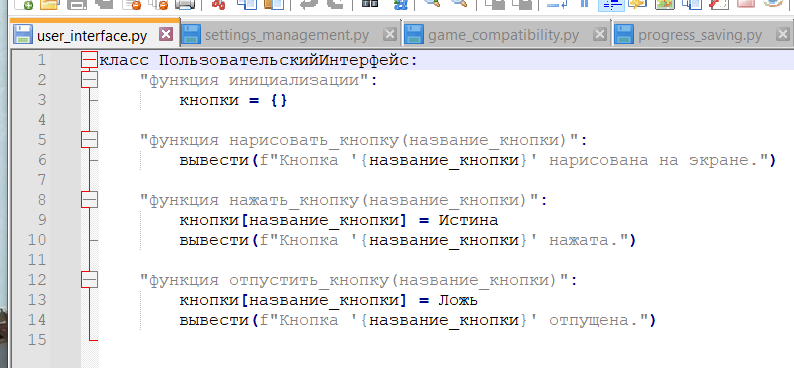 user_interface.py settings_management.py game_compatibility.py progress_saving.py
1 класс ПользовательскийИнтерфейс:
2 "функция инициализации":
3 кнопки = {}
4
5 "функция нарисовать_кнопку(название_кнопки)":
6 вывести(f"Кнопка '{название_кнопки}' нарисована на экране.")
7
8 "функция нажать_кнопку(название_кнопки)":
9 кнопки[название_кнопки] = Истина
10 вывести(f"Кнопка '{название_кнопки}' нажата.")
11
12 "функция отпустить_кнопку(название_кнопки)":
13 кнопки[название_кнопки] = Ложь
14 вывести(f"Кнопка '{название_кнопки}' отпущена.")
15